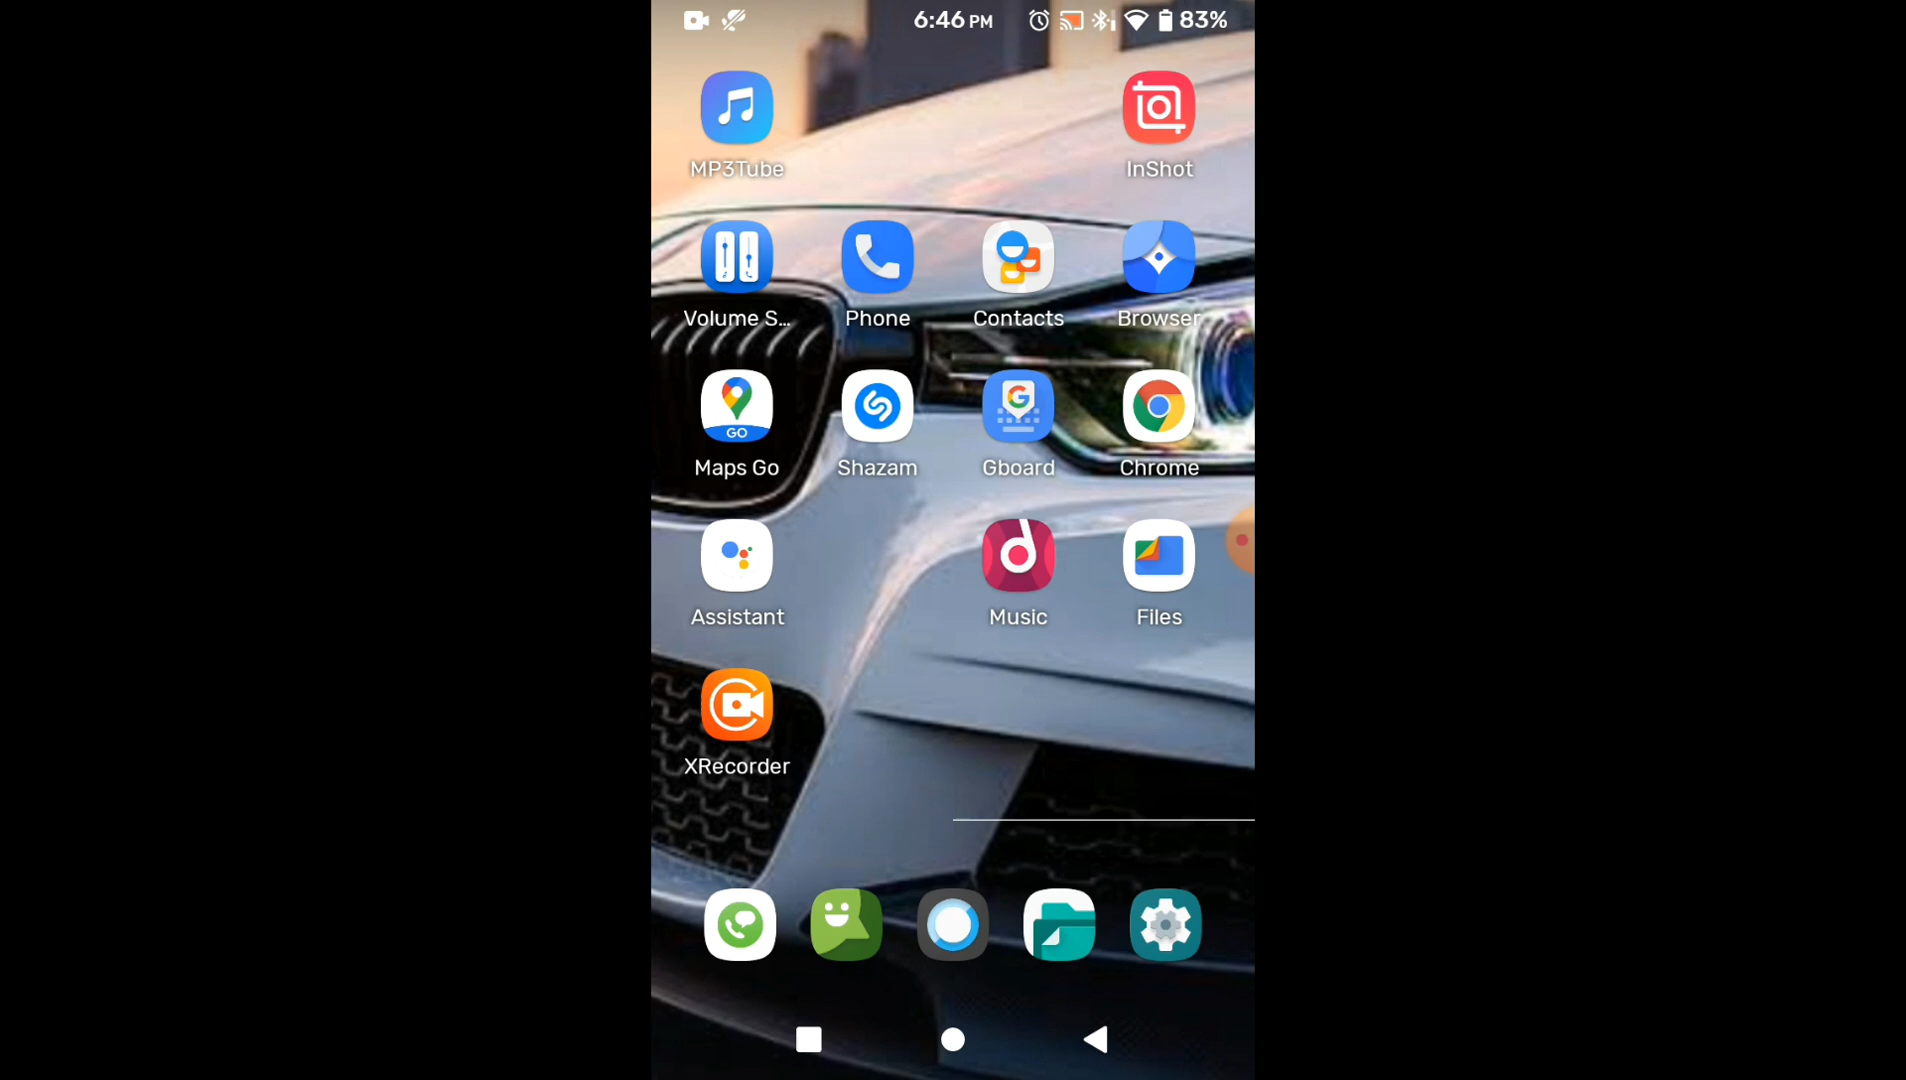 6:46 PM 83%
MP3Tube InShot
Volume S... Phone Contacts Browser
GO
Maps Go Shazam Gboard Chrome
Assistant Music Files
XRecorder